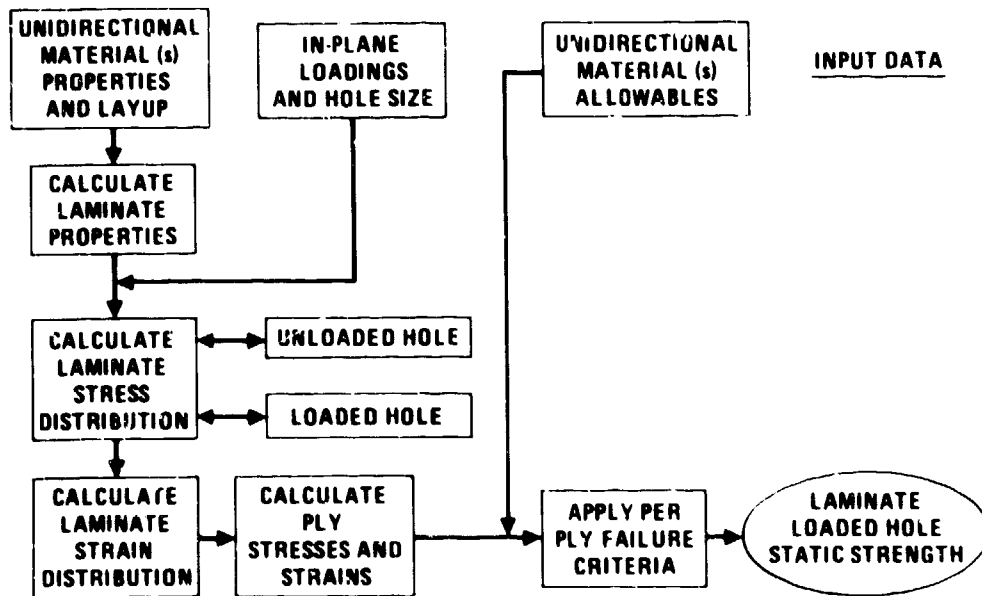 UNIDIRECTIONAL
MATERIAL (s)
PROPERTIES
AND LAYUP
IN-PLANE
LOADINGS
AND HOLE SIZE
UNIDIRECTIONAL
MATERIAL (s)
ALLOWABLES
INPUT DATA
CALCULATE
LAMINATE
PROPERTIES
CALCULATE
LAMINATE
STRESS
DISTRIBUTION
UNLOADED HOLE
LOADED HOLE
CALCULATE
LAMINATE
STRAIN
DISTRIBUTION
CALCULATE
PLY
STRESSES AND
STRAINS
APPLY PER
PLY FAILURE
CRITERIA
LAMINATE
LOADED HOLE
STATIC STRENGTH